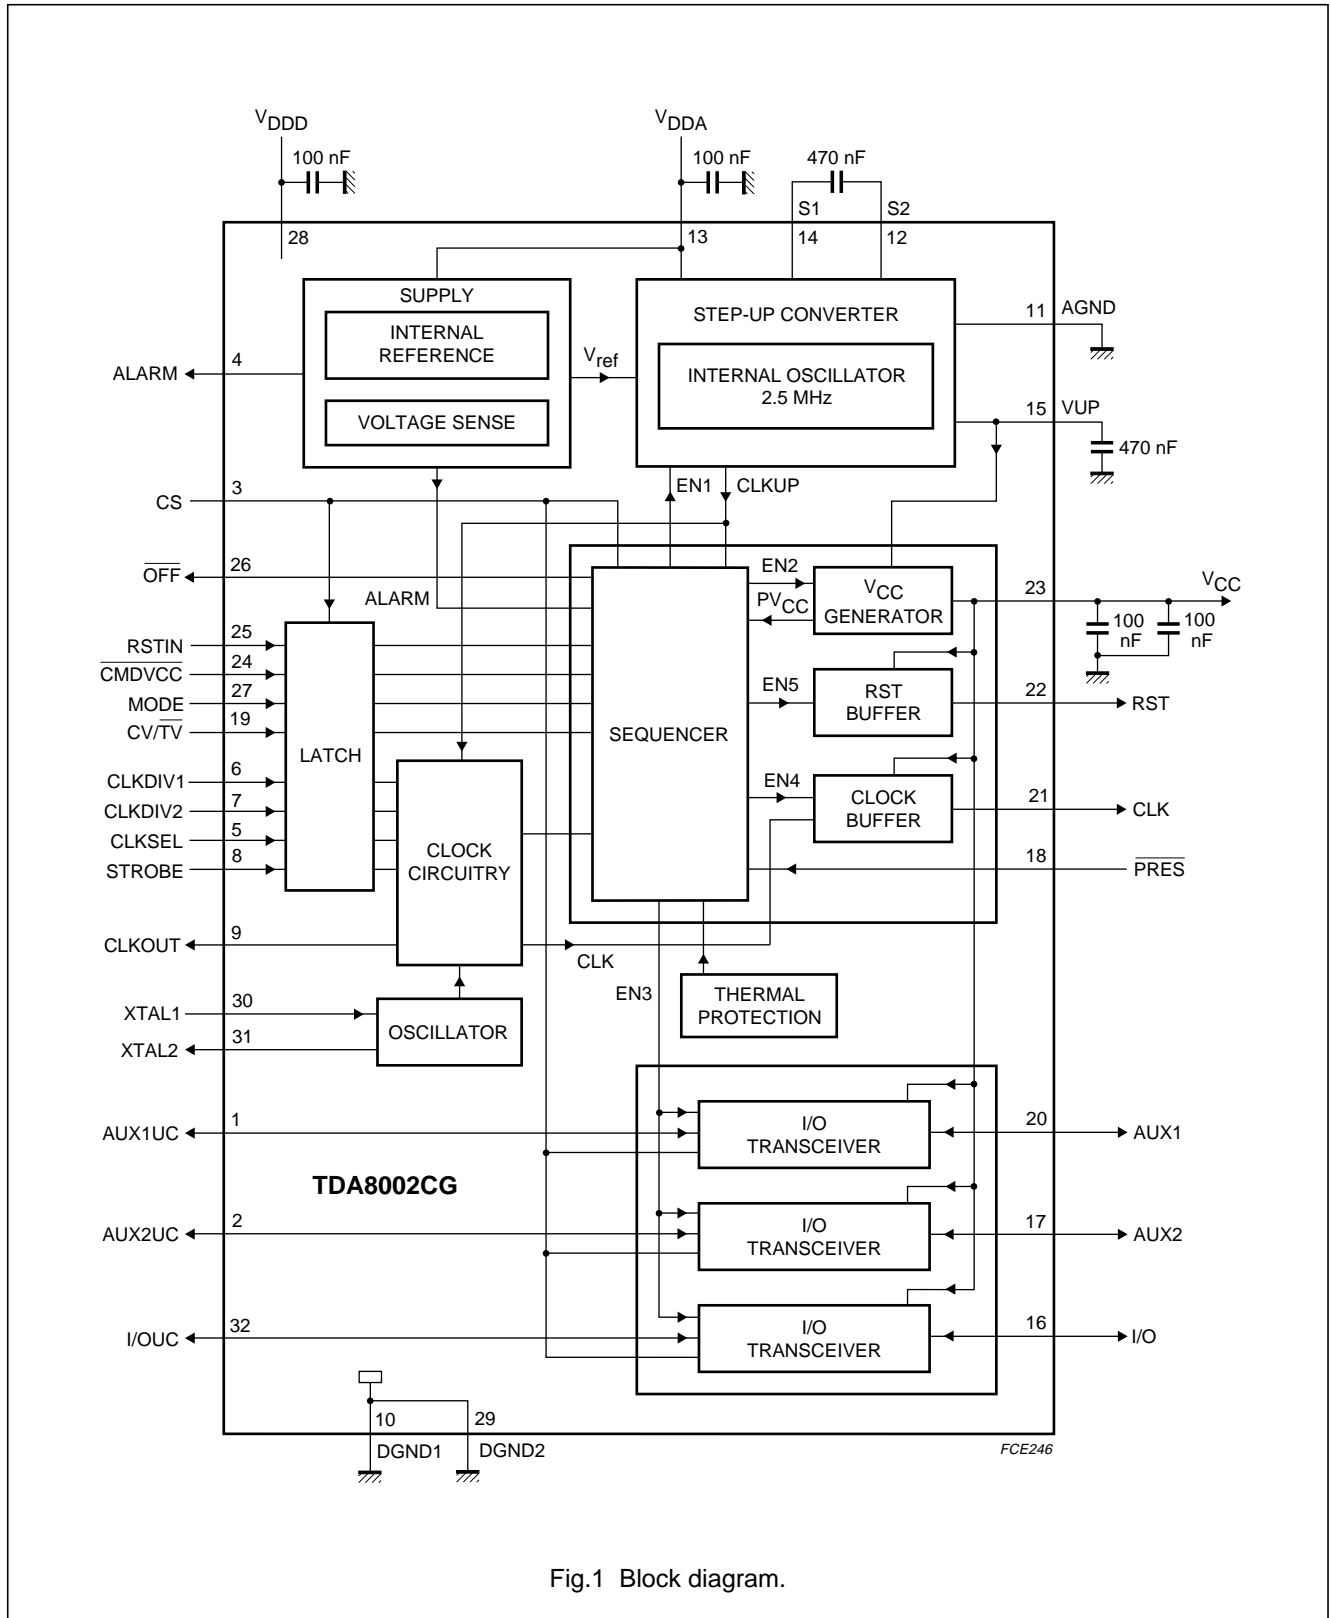 VDDD
VDDA
100 nF
100 nF
470 nF
S1
S2
28
13
14
12
SUPPLY
INTERNAL
REFERENCE
VOLTAGE SENSE
Vref
STEP-UP CONVERTER
INTERNAL OSCILLATOR
2.5 MHz
11
AGND
15
VUP
470 nF
ALARM
4
CS
3
EN1
CLKUP
OFF
26
ALARM
EN2
PVCC
VCC
GENERATOR
23
VCC
100
nF
100
nF
RSTIN
25
CMDVCC
24
MODE
27
CV/TV
19
CLKDIV1
6
CLKDIV2
7
CLKSEL
5
STROBE
8
LATCH
CLOCK
CIRCUITRY
SEQUENCER
EN5
RST
BUFFER
22
RST
EN4
CLOCK
BUFFER
21
CLK
18
PRES
CLKOUT
9
CLK
EN3
THERMAL
PROTECTION
XTAL1
30
XTAL2
31
OSCILLATOR
AUX1UC
1
I/O
TRANSCEIVER
20
AUX1
TDA8002CG
AUX2UC
2
I/O
TRANSCEIVER
17
AUX2
I/OUC
32
I/O
TRANSCEIVER
16
I/O
10
29
DGND1
DGND2
FCE246
Fig.1 Block diagram.